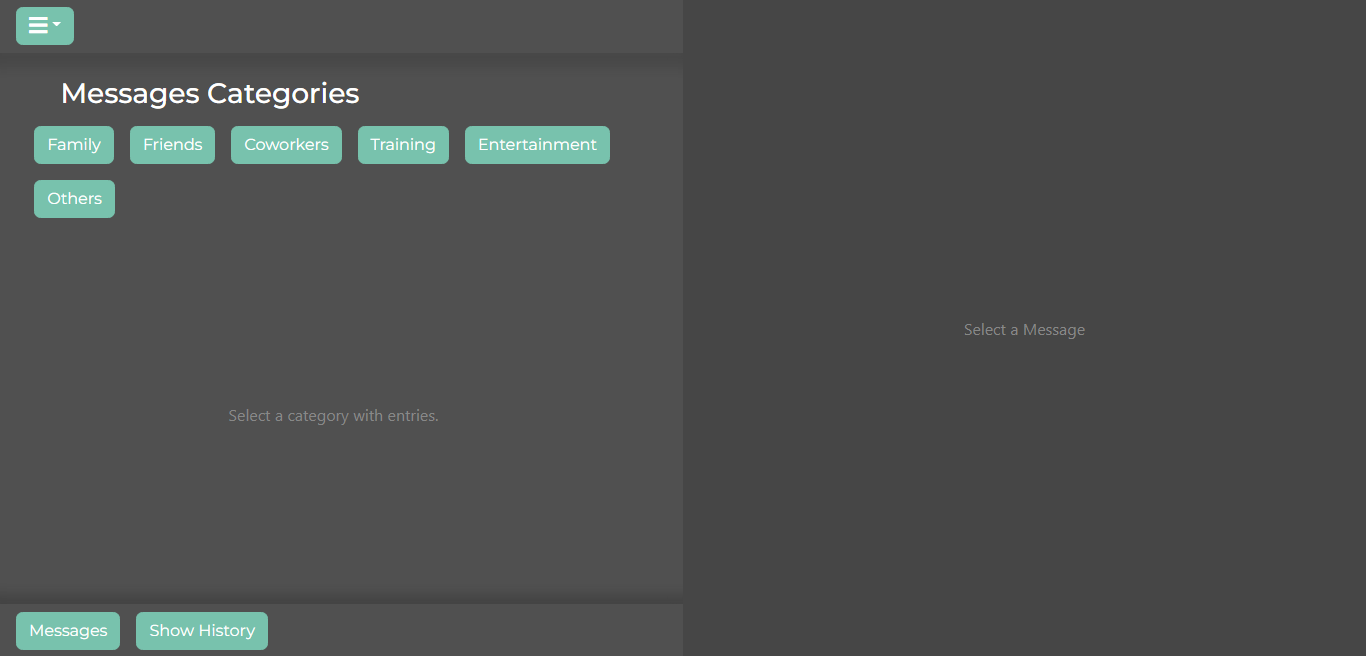 Messages Categories
Family Friends Coworkers Training Entertainment
Others
Select a category with entries.
Messages Show History
Select a Message